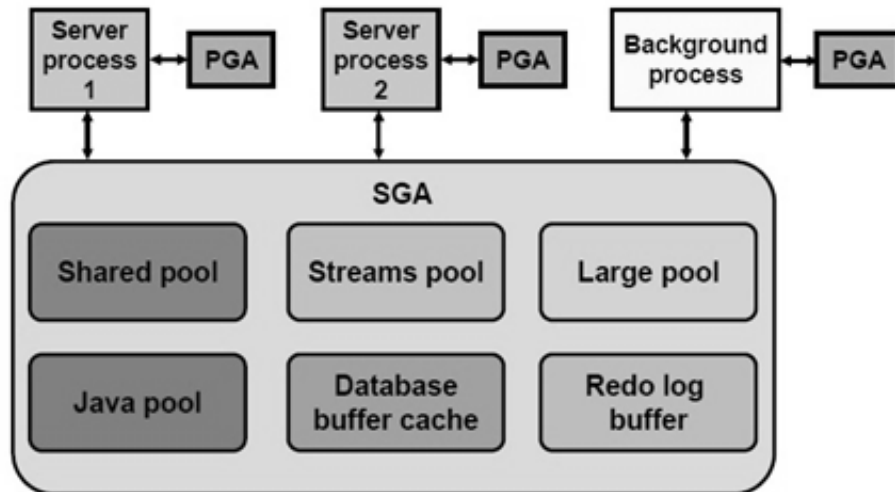 Server
process
1
PGA
Server
process
2
PGA
Background
process
PGA
SGA
Shared pool
Streams pool
Large pool
Java pool
Database
buffer cache
Redo log
buffer